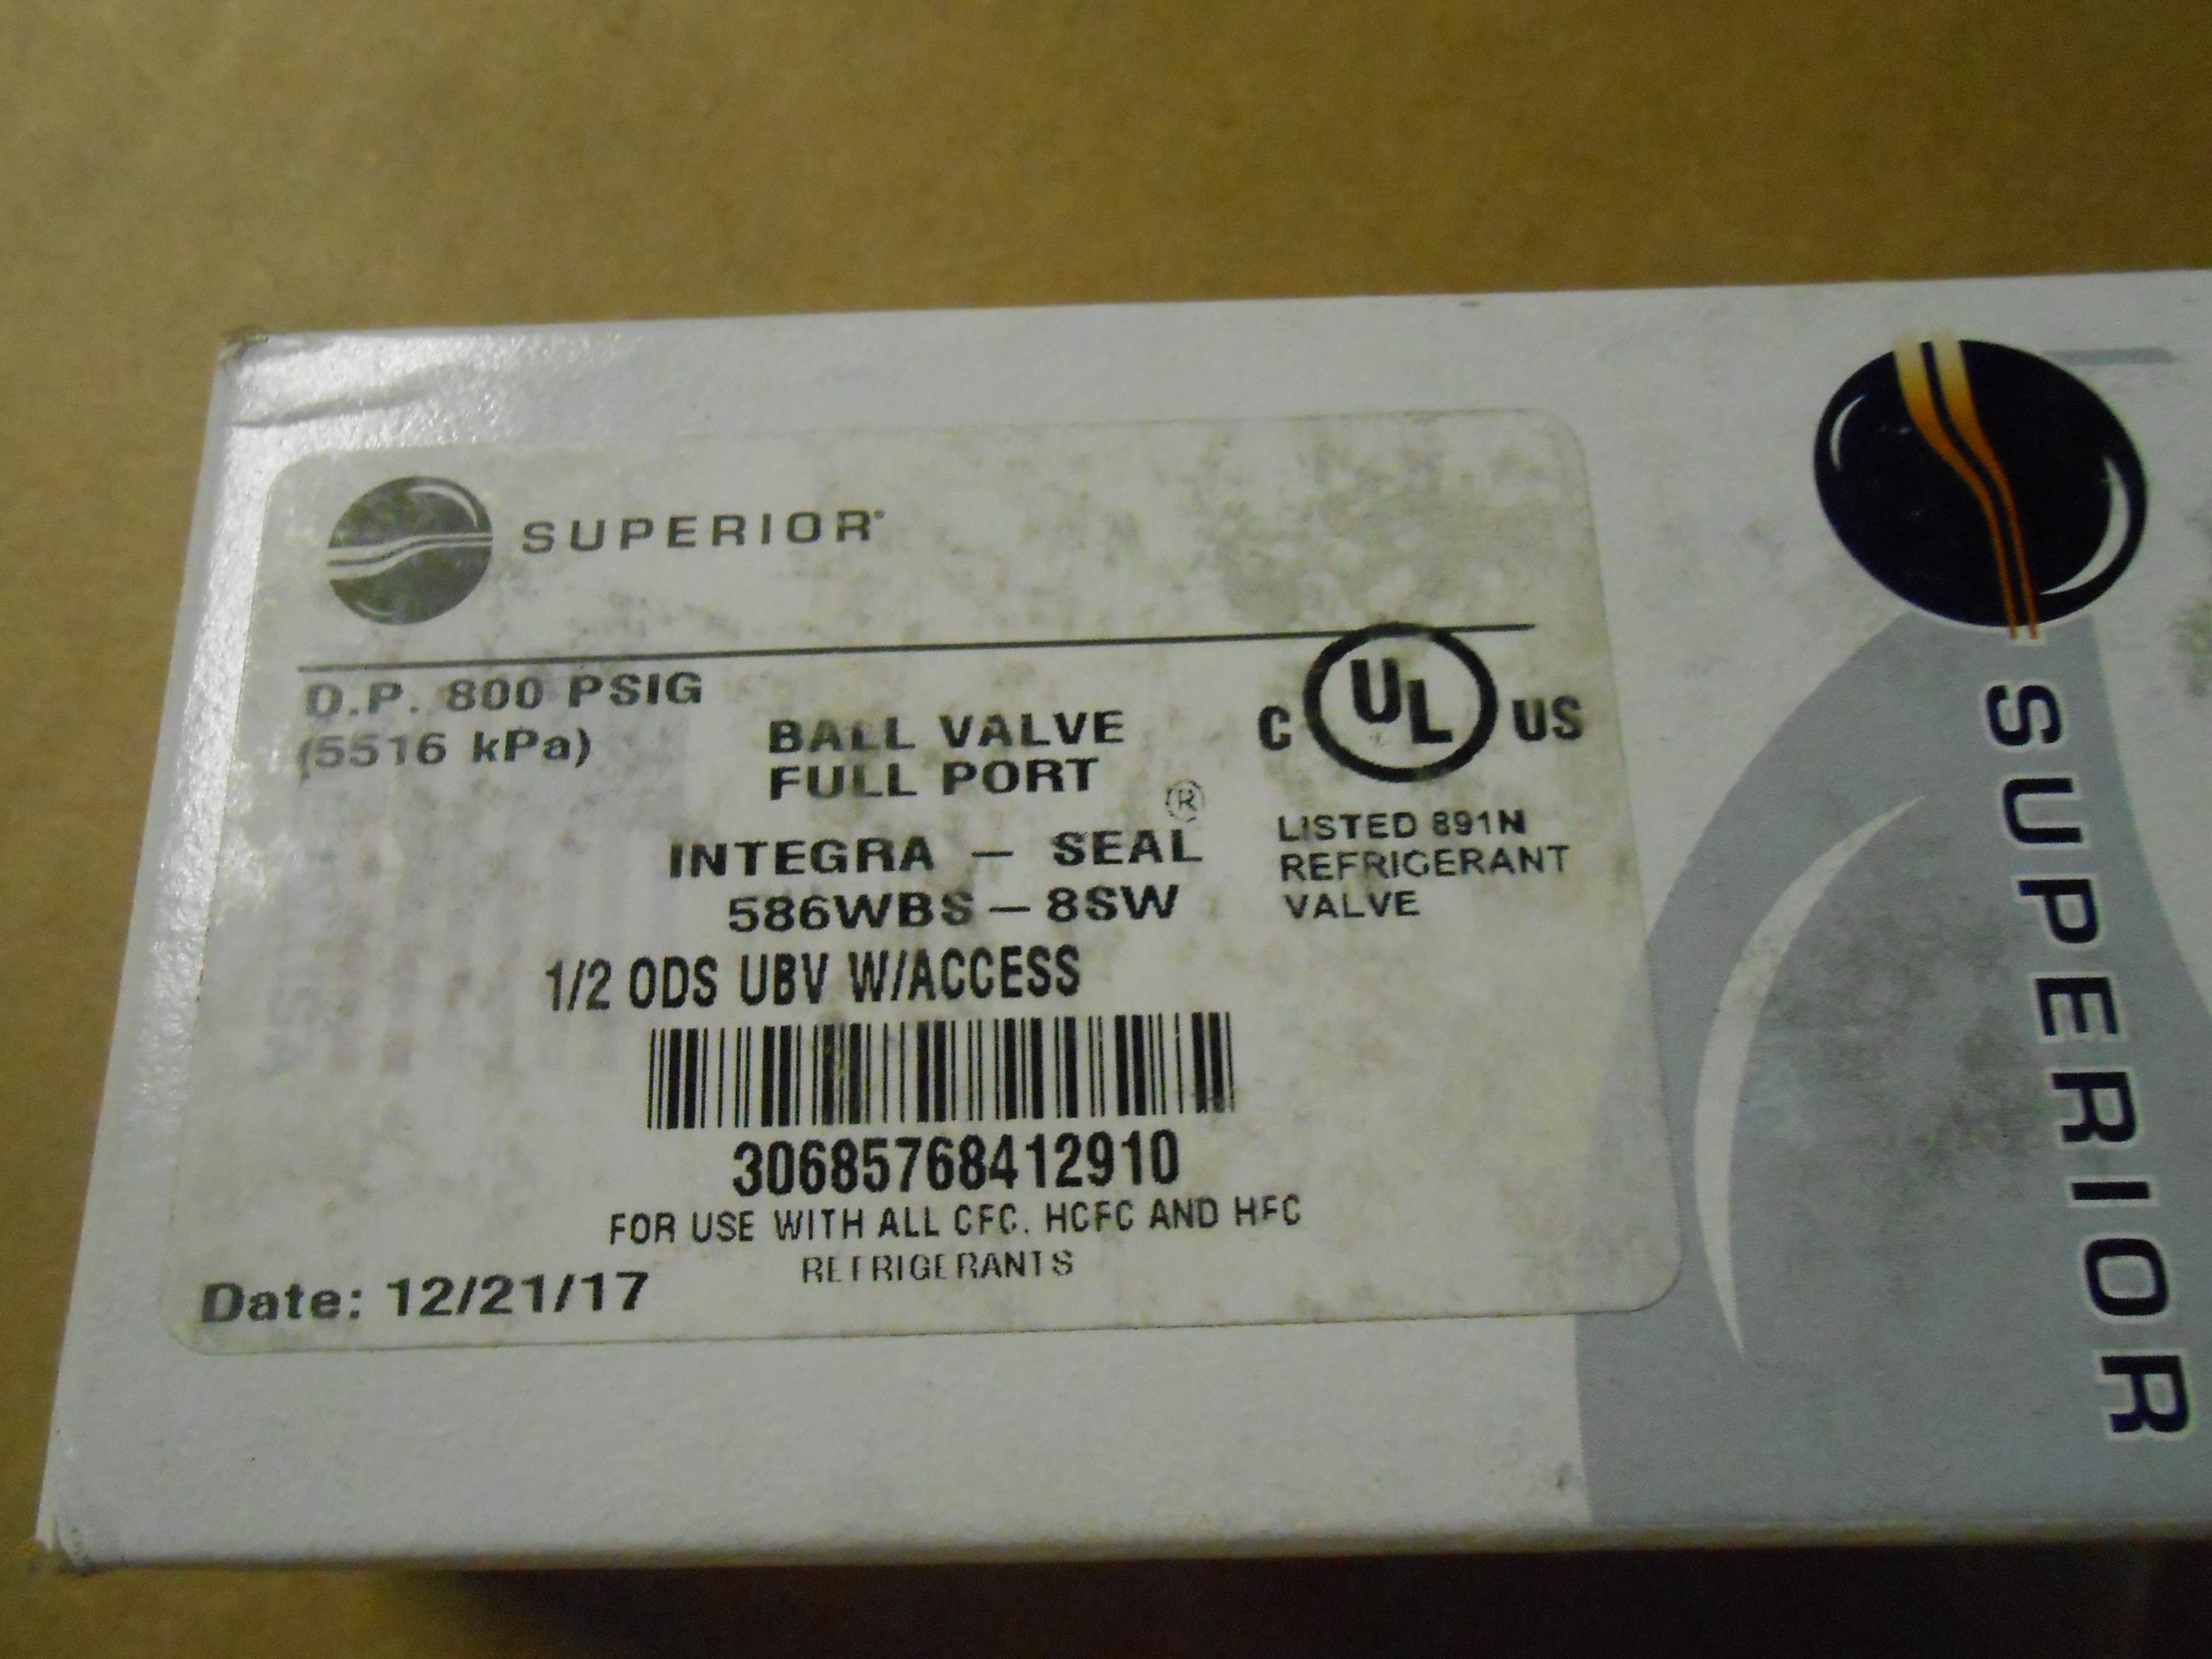 SUPERIOR®
D.P. 800 PSIG
(5516 kPa)
BALL VALVE
FULL PORT
INTEGRA – SEAL®
586WBS – 8SW
C UL US
LISTED 891N
REFRIGERANT
VALVE
1/2 ODS UBV W/ACCESS
30685768412910
FOR USE WITH ALL CFC. HCFC AND HFC
REFRIGERANTS
Date: 12/21/17
SUPERIOR